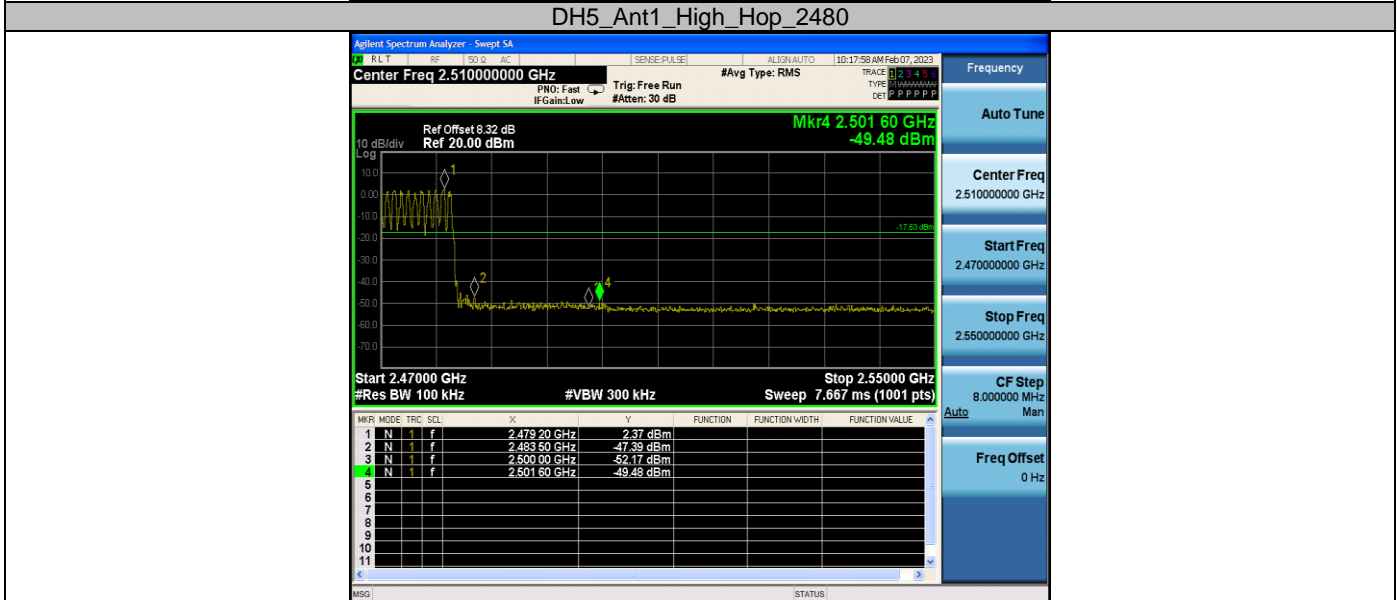 DH5_Ant1_High_Hop_2480
Agilent Spectrum Analyzer - Swept SA
R L T RF 50 Ω AC SENSE:PULSE ALIGN AUTO 10:17:58 AM Feb 07, 2023
Center Freq 2.510000000 GHz #Avg Type: RMS TRACE 1 2 3 4 5 6
PNO: Fast Trig: Free Run TYPE
IFGain:Low #Atten: 30 dB DET P P P P P P
Mkr4 2.501 60 GHz
Ref Offset 8.32 dB
10 dB/div Ref 20.00 dBm -49.48 dBm
Log
10.0
0.00
-10.0
-20.0
-30.0
-40.0
-50.0
-60.0
-70.0
1
-17.63 dBm
2
4
Start 2.47000 GHz Stop 2.55000 GHz
#Res BW 100 kHz #VBW 300 kHz Sweep 7.667 ms (1001 pts)
MKR MODE TRC SCL X Y FUNCTION FUNCTION WIDTH FUNCTION VALUE
1 N 1 f 2.479 20 GHz 2.37 dBm
2 N 1 f 2.483 50 GHz -47.39 dBm
3 N 1 f 2.500 00 GHz -52.17 dBm
4 N 1 f 2.501 60 GHz -49.48 dBm
5
6
7
8
9
10
11
MSG STATUS
Frequency
Auto Tune
Center Freq
2.510000000 GHz
Start Freq
2.470000000 GHz
Stop Freq
2.550000000 GHz
CF Step
8.000000 MHz
Auto Man
Freq Offset
0 Hz